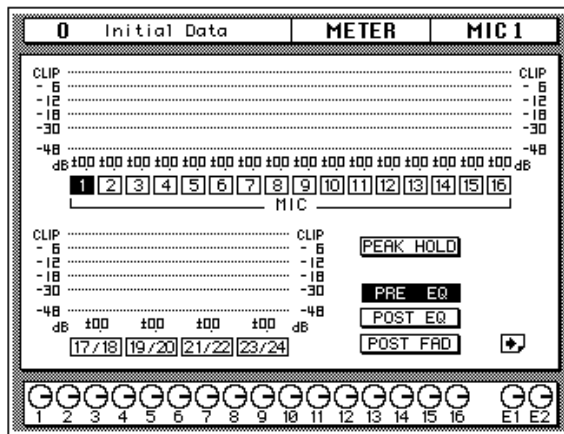 0 Initial Data METER MIC 1
CLIP CLIP
- 6 - 6
-12 -12
-18 -18
-30 -30
-48 -48
dB ±00 ±00 ±00 ±00 ±00 ±00 ±00 ±00 ±00 ±00 ±00 ±00 ±00 ±00 ±00 ±00 dB
1 2 3 4 5 6 7 8 9 10 11 12 13 14 15 16
MIC
CLIP CLIP
- 6 - 6
-12 -12
-18 -18
-30 -30
-48 -48
dB ±00 ±00 ±00 ±00 dB
17/18 19/20 21/22 23/24
PEAK HOLD
PRE EQ
POST EQ
POST FAD
1 2 3 4 5 6 7 8 9 10 11 12 13 14 15 16 E1 E2